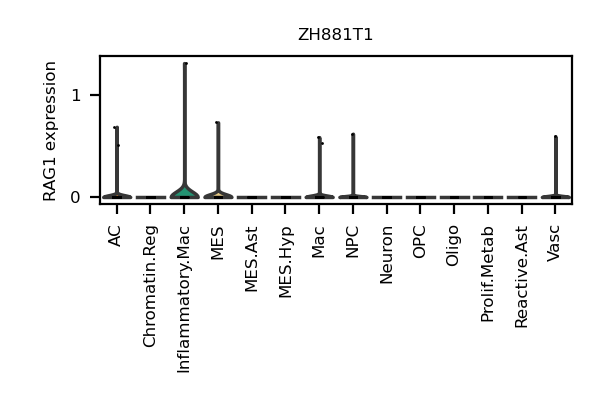 ZH881T1
RAG1 expression
1
0
AC
Chromatin.Reg
Inflammatory.Mac
MES
MES.Ast
MES.Hyp
Mac
NPC
Neuron
OPC
Oligo
Prolif.Metab
Reactive.Ast
Vasc